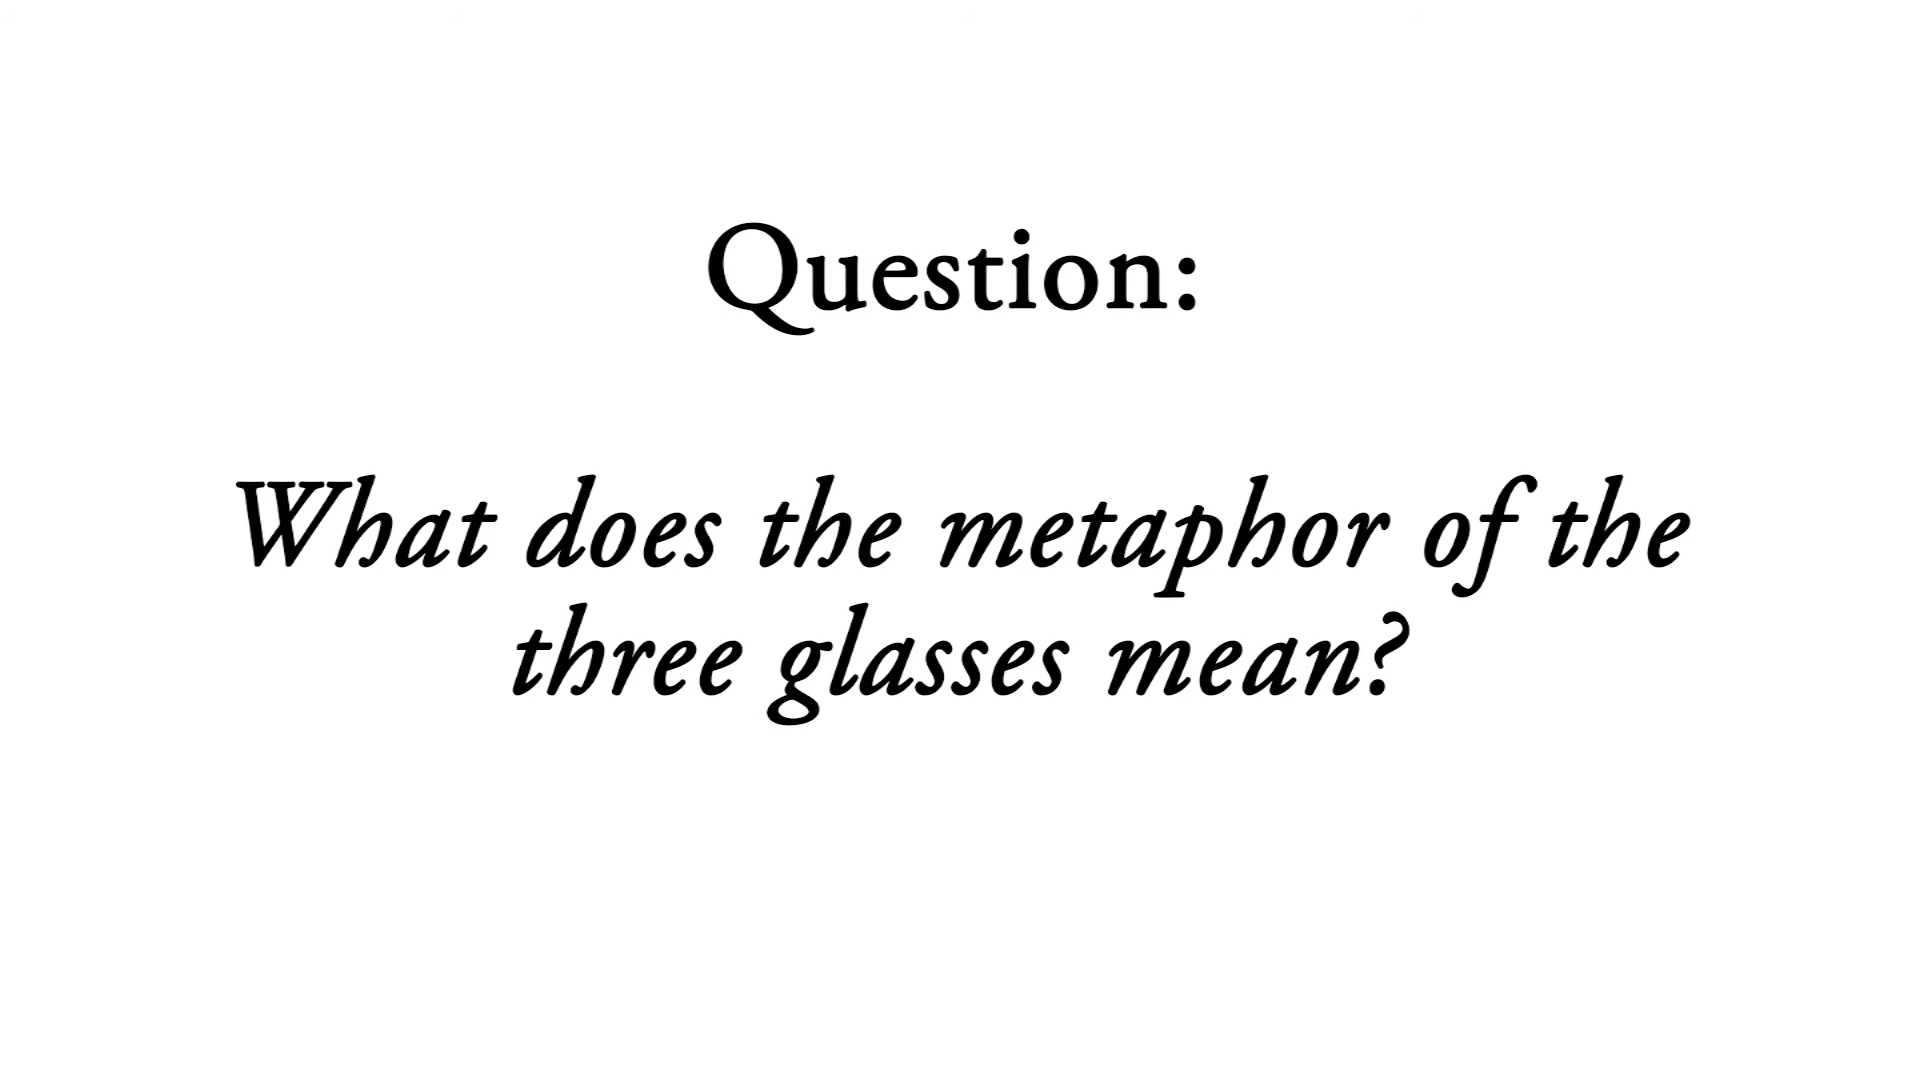 Question:
What does the metaphor of the
three glasses mean?